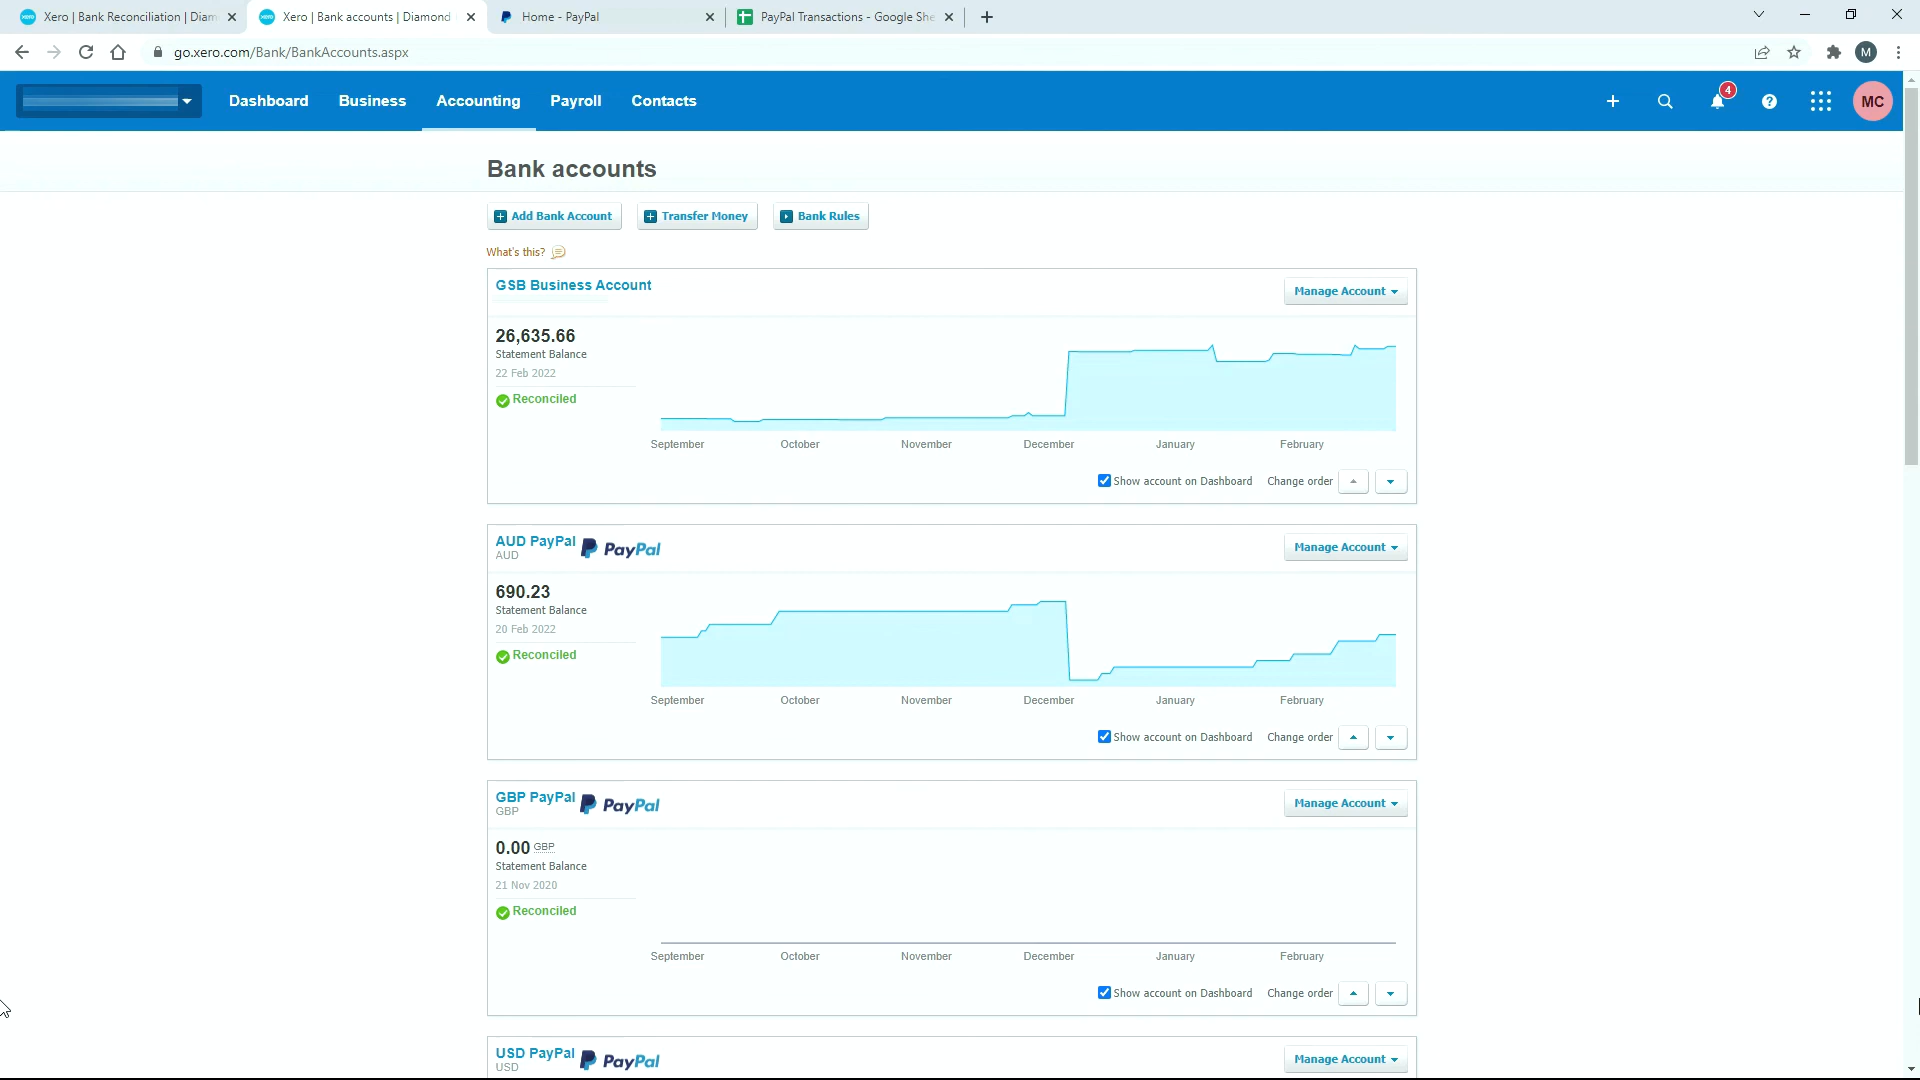 Xero | Bank Reconciliation | Diam
Xero | Bank accounts | Diamond
Home - PayPal
PayPal Transactions - Google She
go.xero.com/Bank/BankAccounts.aspx
M
Dashboard
Business
Accounting
Payroll
Contacts
4
MC
Bank accounts
Add Bank Account
Transfer Money
Bank Rules
What's this?
GSB Business Account
Manage Account
26,635.66
Statement Balance
22 Feb 2022
Reconciled
September October November December January February
Show account on Dashboard Change order
AUD PayPal PayPal
AUD
Manage Account
690.23
Statement Balance
20 Feb 2022
Reconciled
September October November December January February
Show account on Dashboard Change order
GBP PayPal PayPal
GBP
Manage Account
0.00 GBP
Statement Balance
21 Nov 2020
Reconciled
September October November December January February
Show account on Dashboard Change order
USD PayPal PayPal
USD
Manage Account